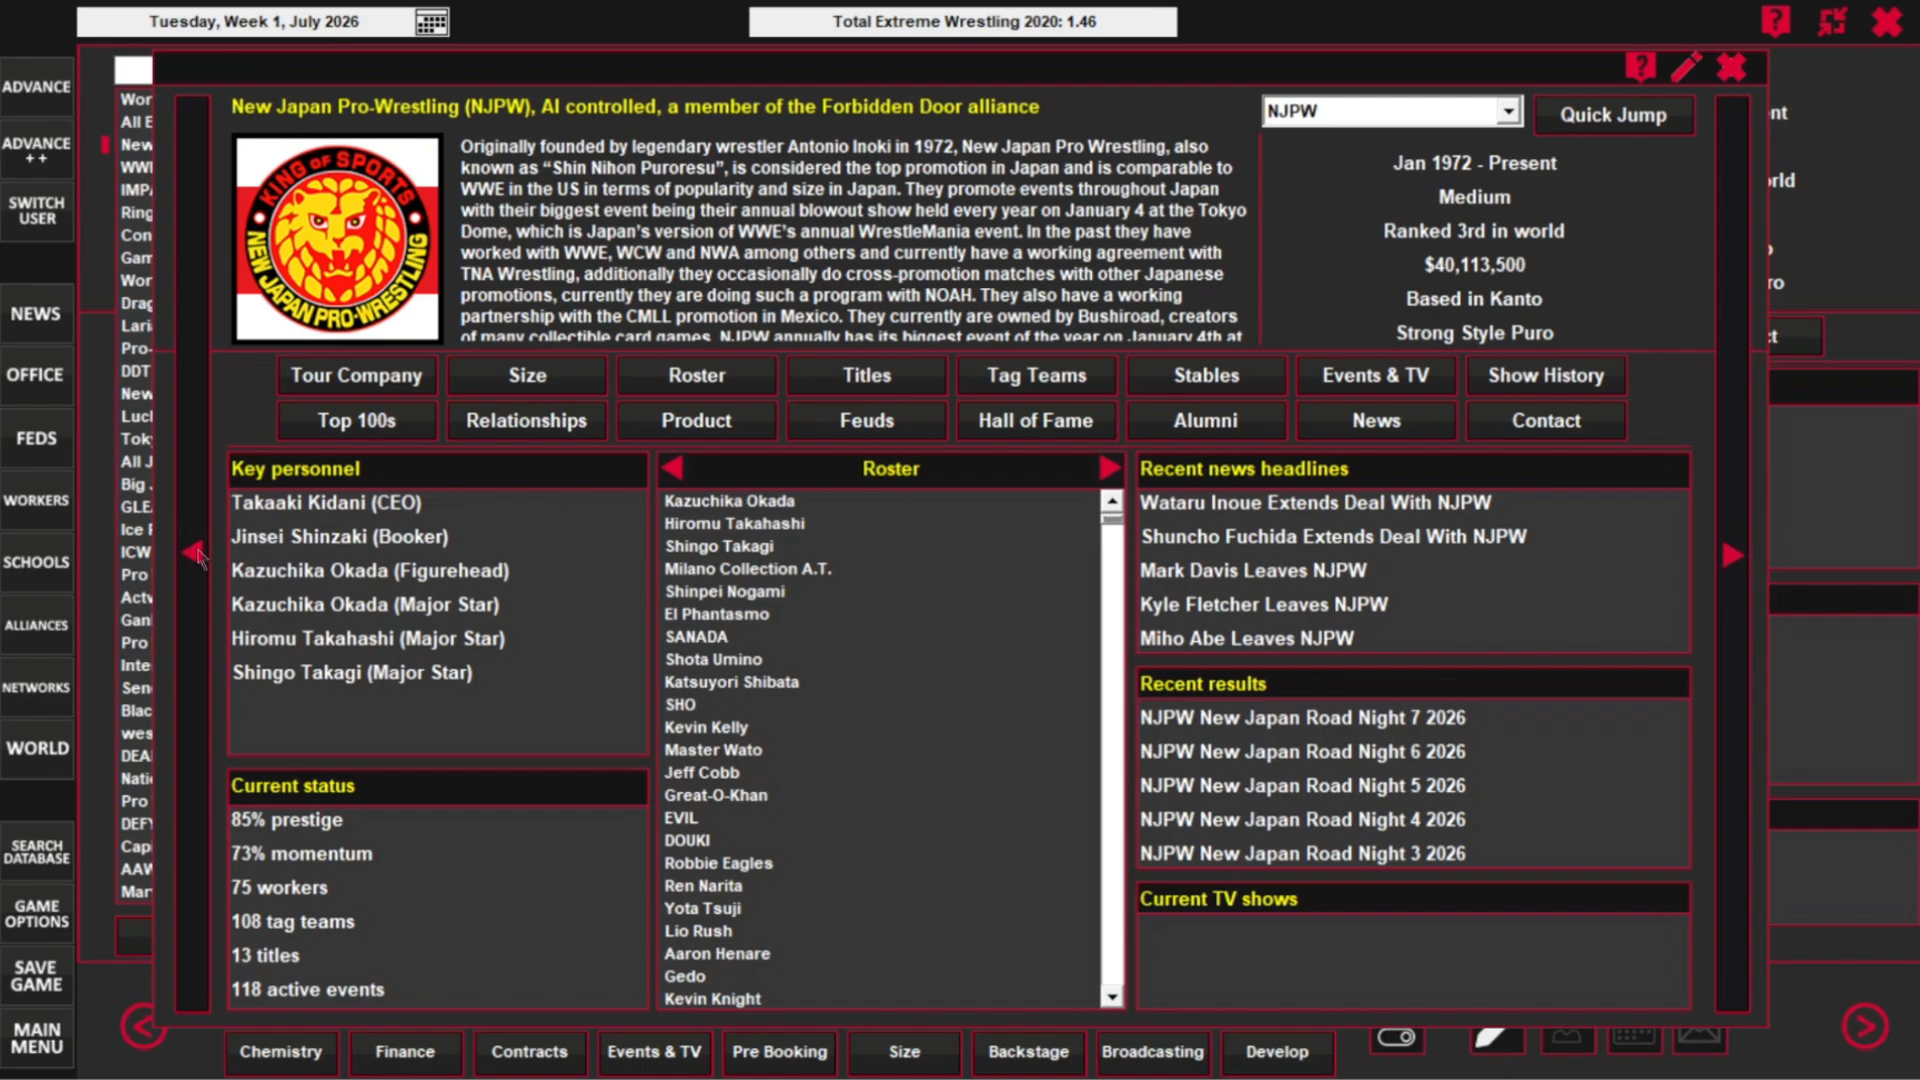 Tuesday, Week 1, July 2026
Total Extreme Wrestling 2020: 1.46
ADVANCE
ADVANCE
++
SWITCH
USER
NEWS
OFFICE
FEDS
WORKERS
SCHOOLS
ALLIANCES
NETWORKS
WORLD
SEARCH
DATABASE
GAME
OPTIONS
SAVE
GAME
MAIN
MENU
New Japan Pro-Wrestling (NJPW), AI controlled, a member of the Forbidden Door alliance
KING OF SPORTS
NEW JAPAN PRO-WRESTLING
Originally founded by legendary wrestler Antonio Inoki in 1972, New Japan Pro Wrestling, also
known as “Shin Nihon Puroresu”, is considered the top promotion in Japan and is comparable to
WWE in the US in terms of popularity and size in Japan. They promote events throughout Japan
with their biggest event being their annual blowout show held every year on January 4 at the Tokyo
Dome, which is Japan's version of WWE's annual WrestleMania event. In the past they have
worked with WWE, WCW and NWA among others and currently have a working agreement with
TNA Wrestling, additionally they occasionally do cross-promotion matches with other Japanese
promotions, currently they are doing such a program with NOAH. They also have a working
partnership with the CMLL promotion in Mexico. They currently are owned by Bushiroad, creators
of many collectible card games. NJPW annually has its biggest event of the year on January 4th at
NJPW
Quick Jump
Jan 1972 - Present
Medium
Ranked 3rd in world
$40,113,500
Based in Kanto
Strong Style Puro
Tour Company
Size
Roster
Titles
Tag Teams
Stables
Events & TV
Show History
Top 100s
Relationships
Product
Feuds
Hall of Fame
Alumni
News
Contact
Key personnel
Takaaki Kidani (CEO)
Jinsei Shinzaki (Booker)
Kazuchika Okada (Figurehead)
Kazuchika Okada (Major Star)
Hiromu Takahashi (Major Star)
Shingo Takagi (Major Star)
Current status
85% prestige
73% momentum
75 workers
108 tag teams
13 titles
118 active events
Roster
Kazuchika Okada
Hiromu Takahashi
Shingo Takagi
Milano Collection A.T.
Shinpei Nogami
El Phantasmo
SANADA
Shota Umino
Katsuyori Shibata
SHO
Kevin Kelly
Master Wato
Jeff Cobb
Great-O-Khan
EVIL
DOUKI
Robbie Eagles
Ren Narita
Yota Tsuji
Lio Rush
Aaron Henare
Gedo
Kevin Knight
Recent news headlines
Wataru Inoue Extends Deal With NJPW
Shuncho Fuchida Extends Deal With NJPW
Mark Davis Leaves NJPW
Kyle Fletcher Leaves NJPW
Miho Abe Leaves NJPW
Recent results
NJPW New Japan Road Night 7 2026
NJPW New Japan Road Night 6 2026
NJPW New Japan Road Night 5 2026
NJPW New Japan Road Night 4 2026
NJPW New Japan Road Night 3 2026
Current TV shows
Chemistry
Finance
Contracts
Events & TV
Pre Booking
Size
Backstage
Broadcasting
Develop